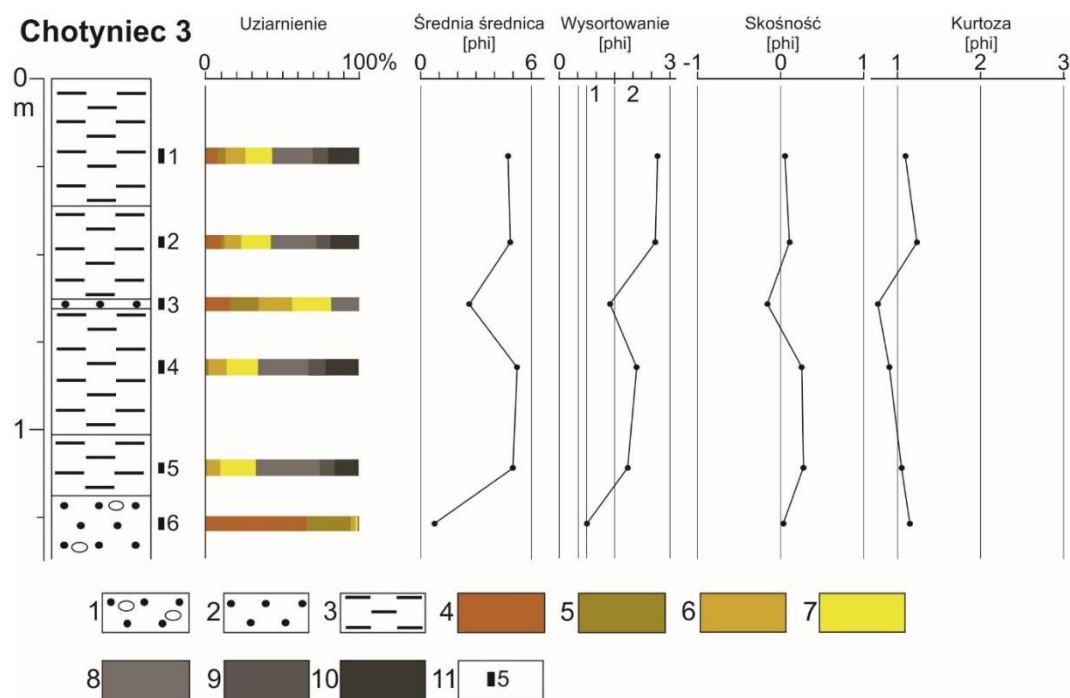 Chotyniec 3
Uziarnienie
Średnia średnica
[phi]
Wysortowanie
[phi]
Skośność
[phi]
Kurtoza
[phi]
0 100%
0 6
0 3
1 2
-1 0 1
1 2 3
0
m
1
1
2
3
4
5
6
1 2 3 4 5 6 7
8 9 10 11 5